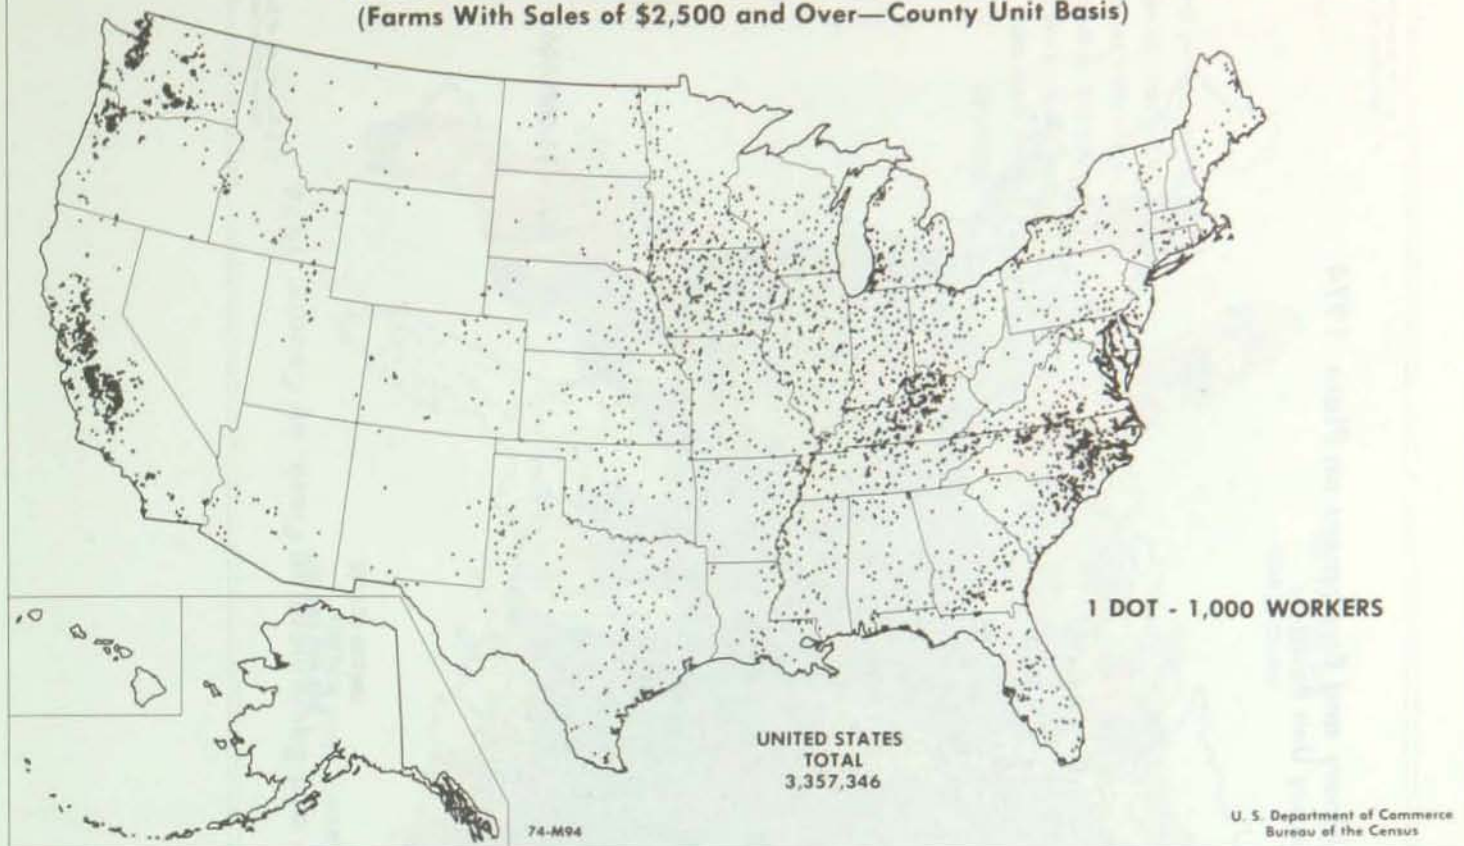 (Farms With Sales of $2,500 and Over—County Unit Basis)
1 DOT - 1,000 WORKERS
UNITED STATES
TOTAL
3,357,346
74-M94
U. S. Department of Commerce
Bureau of the Census